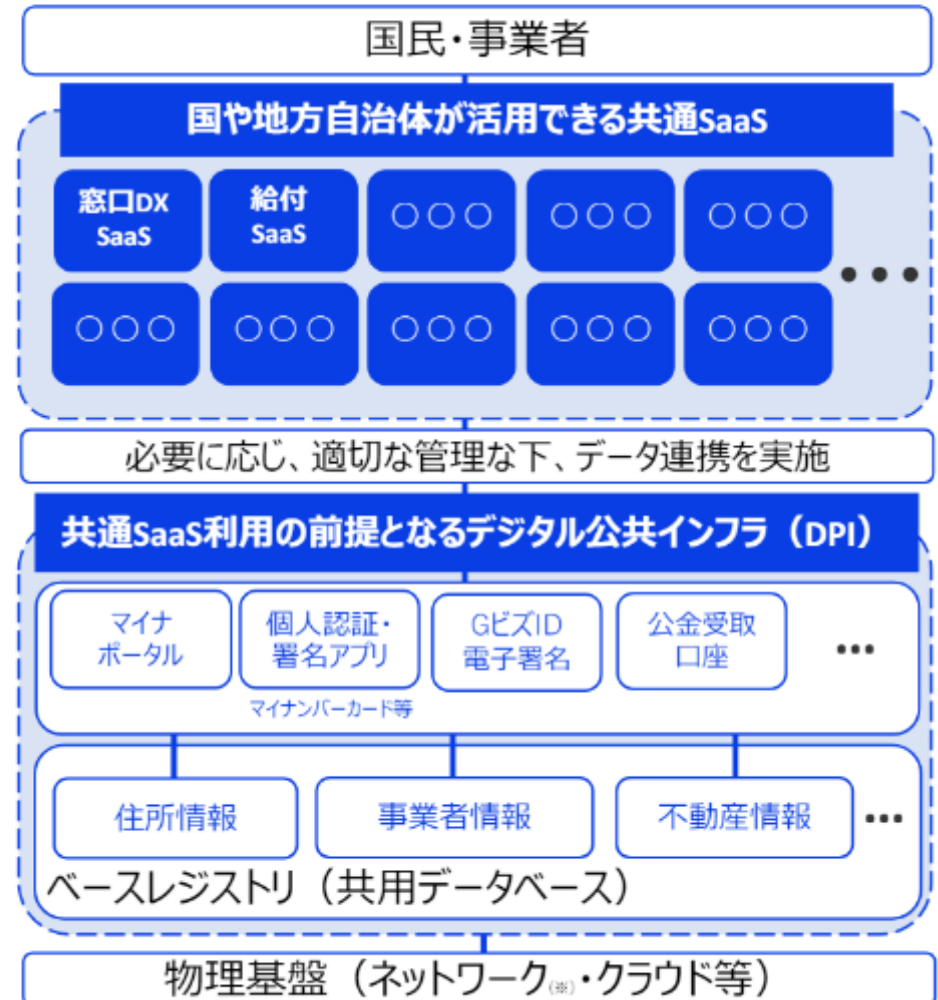 国民・事業者
国や地方自治体が活用できる共通SaaS
窓口DX
SaaS
給付
SaaS
○○○
○○○
○○○
•••
○○○
○○○
○○○
○○○
○○○
必要に応じ、適切な管理な下、データ連携を実施
共通SaaS利用の前提となるデジタル公共インフラ（DPI）
マイナ
ポータル
個人認証・
署名アプリ
マイナンバーカード等
GビズID
電子署名
公金受取
口座
•••
住所情報
事業者情報
不動産情報
•••
ベースレジストリ（共用データベース）
物理基盤（ネットワーク(※)・クラウド等）